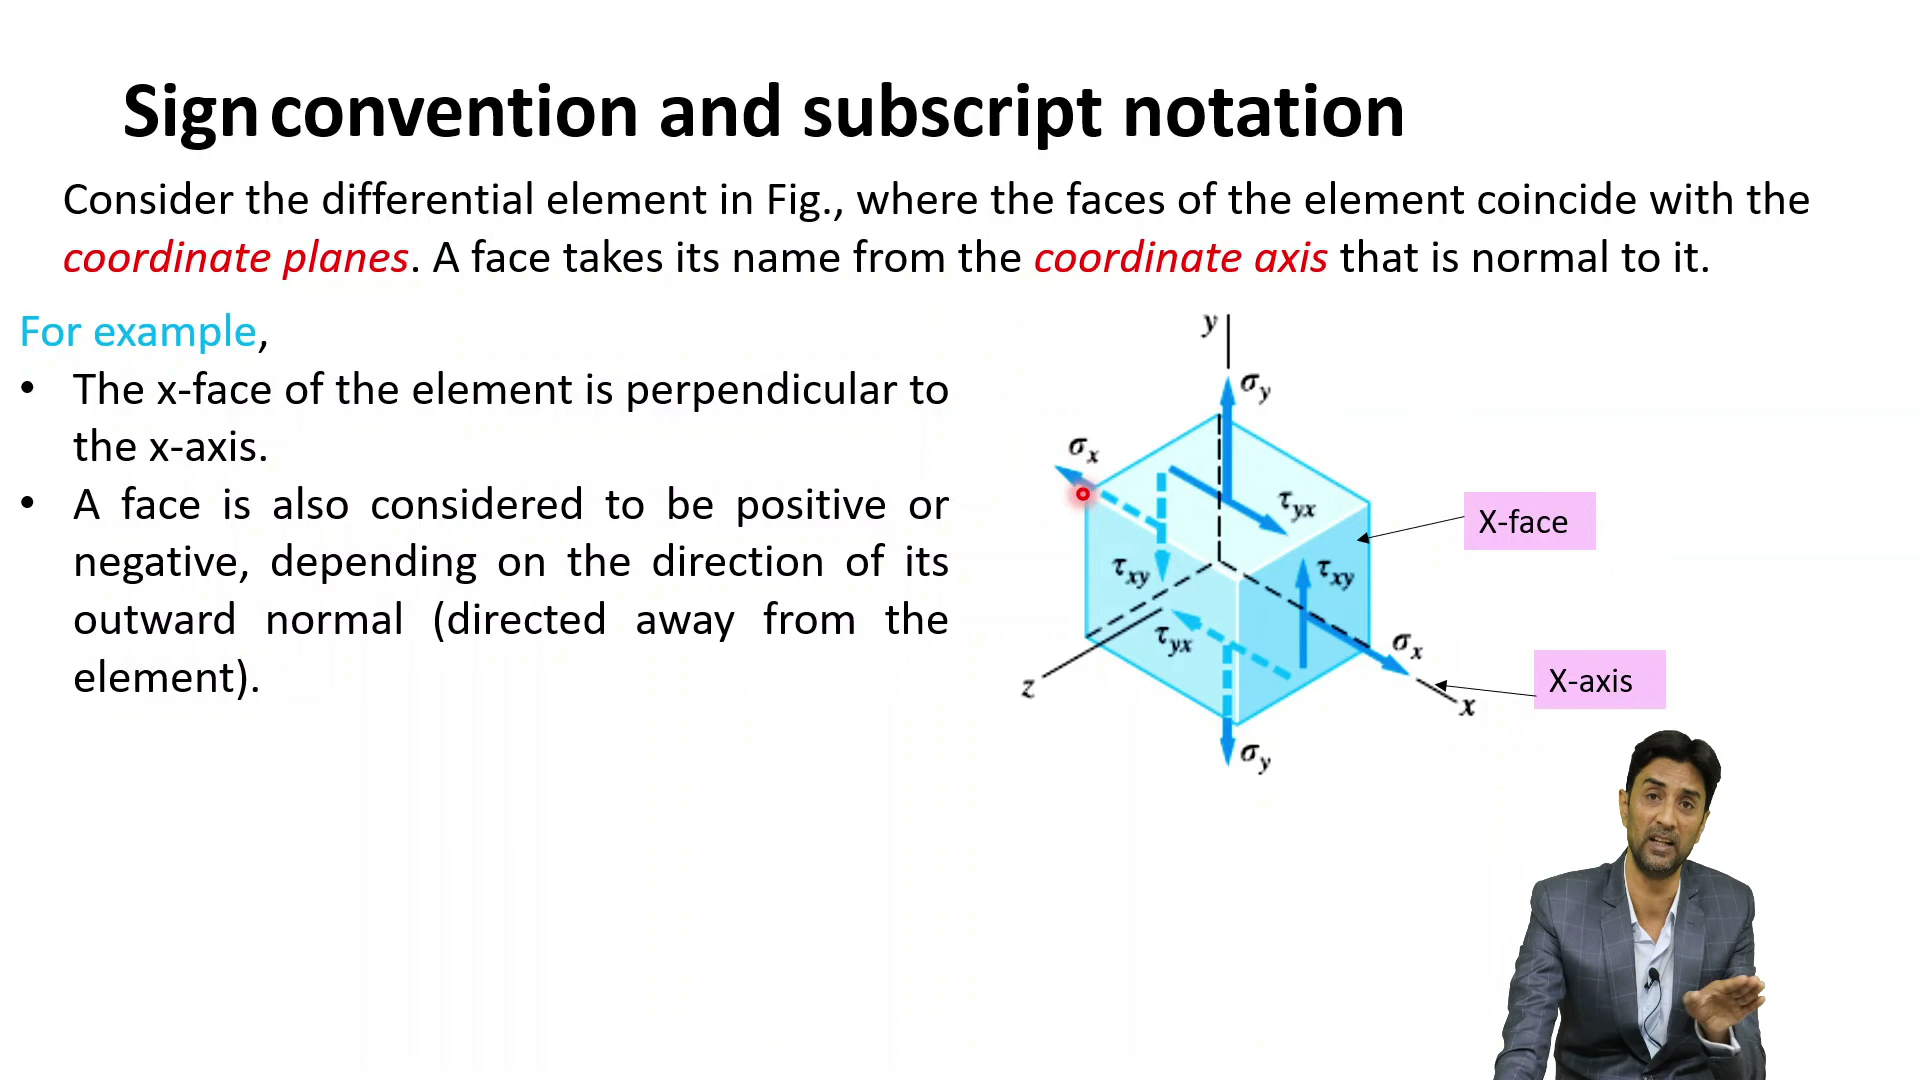 Sign convention and subscript notation
Consider the differential element in Fig., where the faces of the element coincide with the
coordinate planes. A face takes its name from the coordinate axis that is normal to it.
For example,
• The x-face of the element is perpendicular to
the x-axis.
• A face is also considered to be positive or
negative, depending on the direction of its
outward normal (directed away from the
element).
y
σy
σx
τyx
X-face
τxy
τxy
τyx
σx
z
X-axis
x
σy